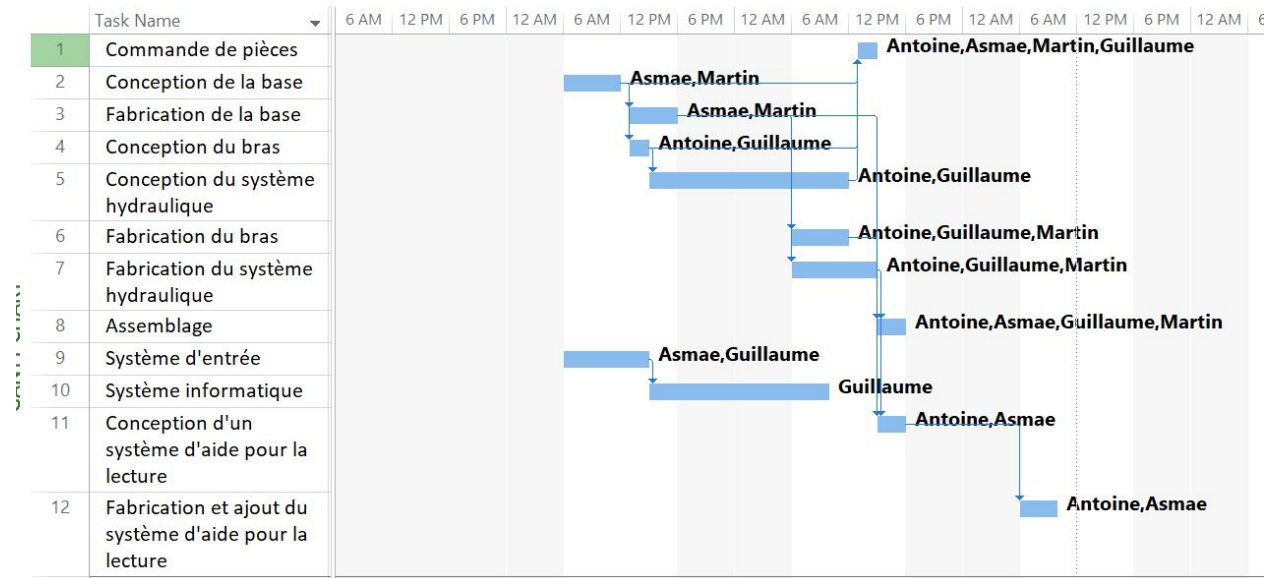 Task Name
6 AM 12 PM 6 PM 12 AM 6 AM 12 PM 6 PM 12 AM 6 AM 12 PM 6 PM 12 AM 6 AM 12 PM 6 PM 12 AM 6
1 Commande de pièces Antoine,Asmae,Martin,Guillaume
2 Conception de la base Asmae,Martin
3 Fabrication de la base Asmae,Martin
4 Conception du bras Antoine,Guillaume
5 Conception du système Antoine,Guillaume
hydraulique
6 Fabrication du bras Antoine,Guillaume,Martin
7 Fabrication du système Antoine,Guillaume,Martin
hydraulique
8 Assemblage Antoine,Asmae,Guillaume,Martin
9 Système d'entrée Asmae,Guillaume
10 Système informatique Guillaume
11 Conception d'un Antoine,Asmae
système d'aide pour la
lecture
12 Fabrication et ajout du Antoine,Asmae
système d'aide pour la
lecture